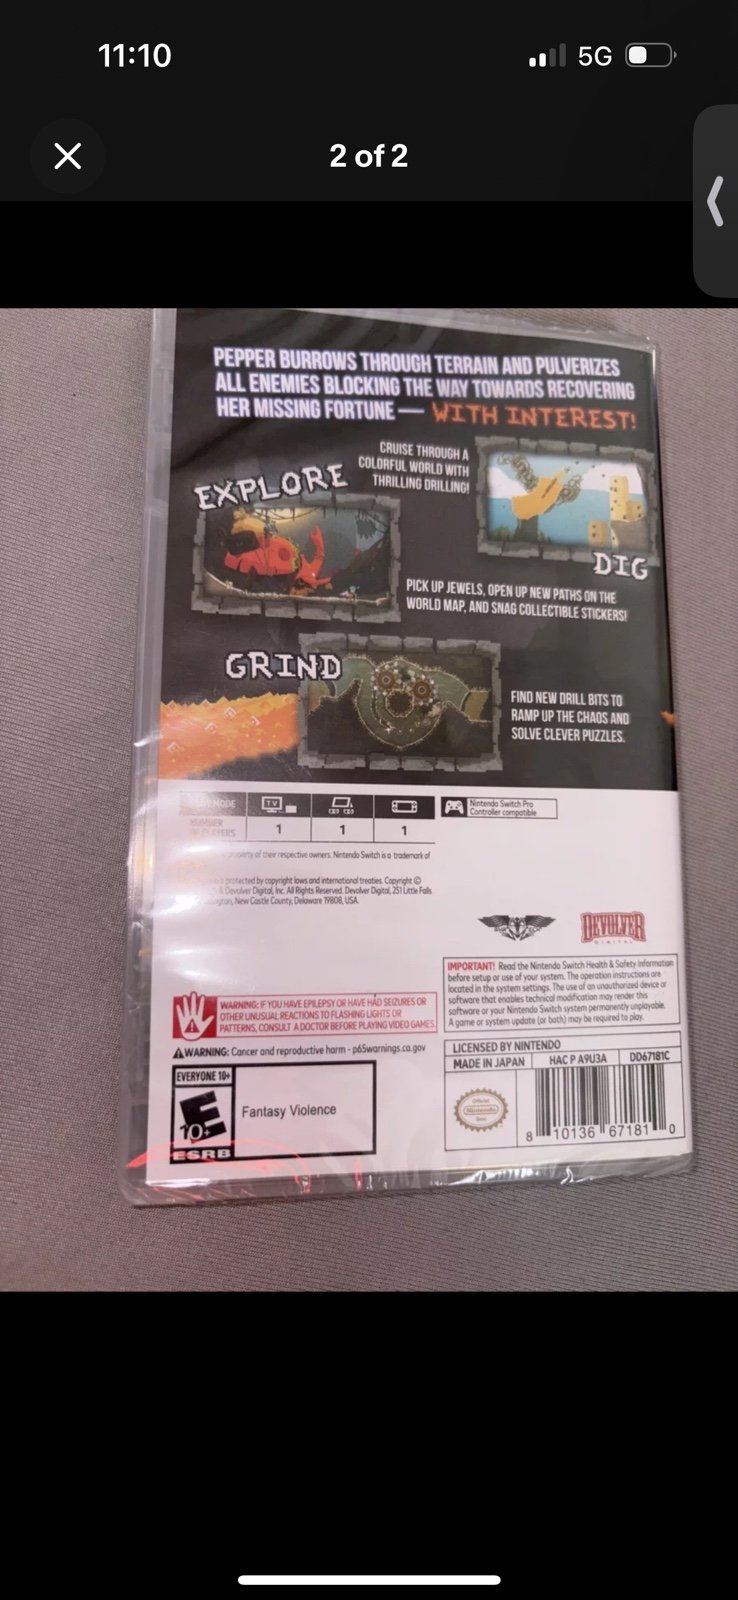 11:10
5G
2 of 2
PEPPER BURROWS THROUGH TERRAIN AND PULVERIZES
ALL ENEMIES BLOCKING THE WAY TOWARDS RECOVERING
HER MISSING FORTUNE — WITH INTEREST!
EXPLORE
CRUISE THROUGH A
COLORFUL WORLD WITH
THRILLING DRILLING!
DIG
PICK UP JEWELS, OPEN UP NEW PATHS ON THE
WORLD MAP, AND SNAG COLLECTIBLE STICKERS!
GRIND
FIND NEW DRILL BITS TO
RAMP UP THE CHAOS AND
SOLVE CLEVER PUZZLES.
MODE
TV
NUMBER
1
1
1
Nintendo Switch Pro
Controller compatible
property of their respective owners. Nintendo Switch is a trademark of
protected by copyright laws and international treaties. Copyright ©
& Devolver Digital, Inc. All Rights Reserved. Devolver Digital, 251 Little Falls
New Castle County, Delaware 19808, USA.
DEVOLVER
DIGITAL
IMPORTANT! Read the Nintendo Switch Health & Safety Information
before setup or use of your system. The operation instructions are
located in the system settings. The use of an unauthorized device or
software that enables technical modification may render this
software or your Nintendo Switch system permanently unplayable.
A game or system update (or both) may be required to play.
WARNING: IF YOU HAVE EPILEPSY OR HAVE HAD SEIZURES OR
OTHER UNUSUAL REACTIONS TO FLASHING LIGHTS OR
PATTERNS, CONSULT A DOCTOR BEFORE PLAYING VIDEO GAMES.
WARNING: Cancer and reproductive harm - p65warnings.ca.gov
EVERYONE 10+
E
10+
ESRB
Fantasy Violence
LICENSED BY NINTENDO
MADE IN JAPAN HAC P A9U3A DD67181C
Official
Nintendo
Seal
8 10136 67181 0